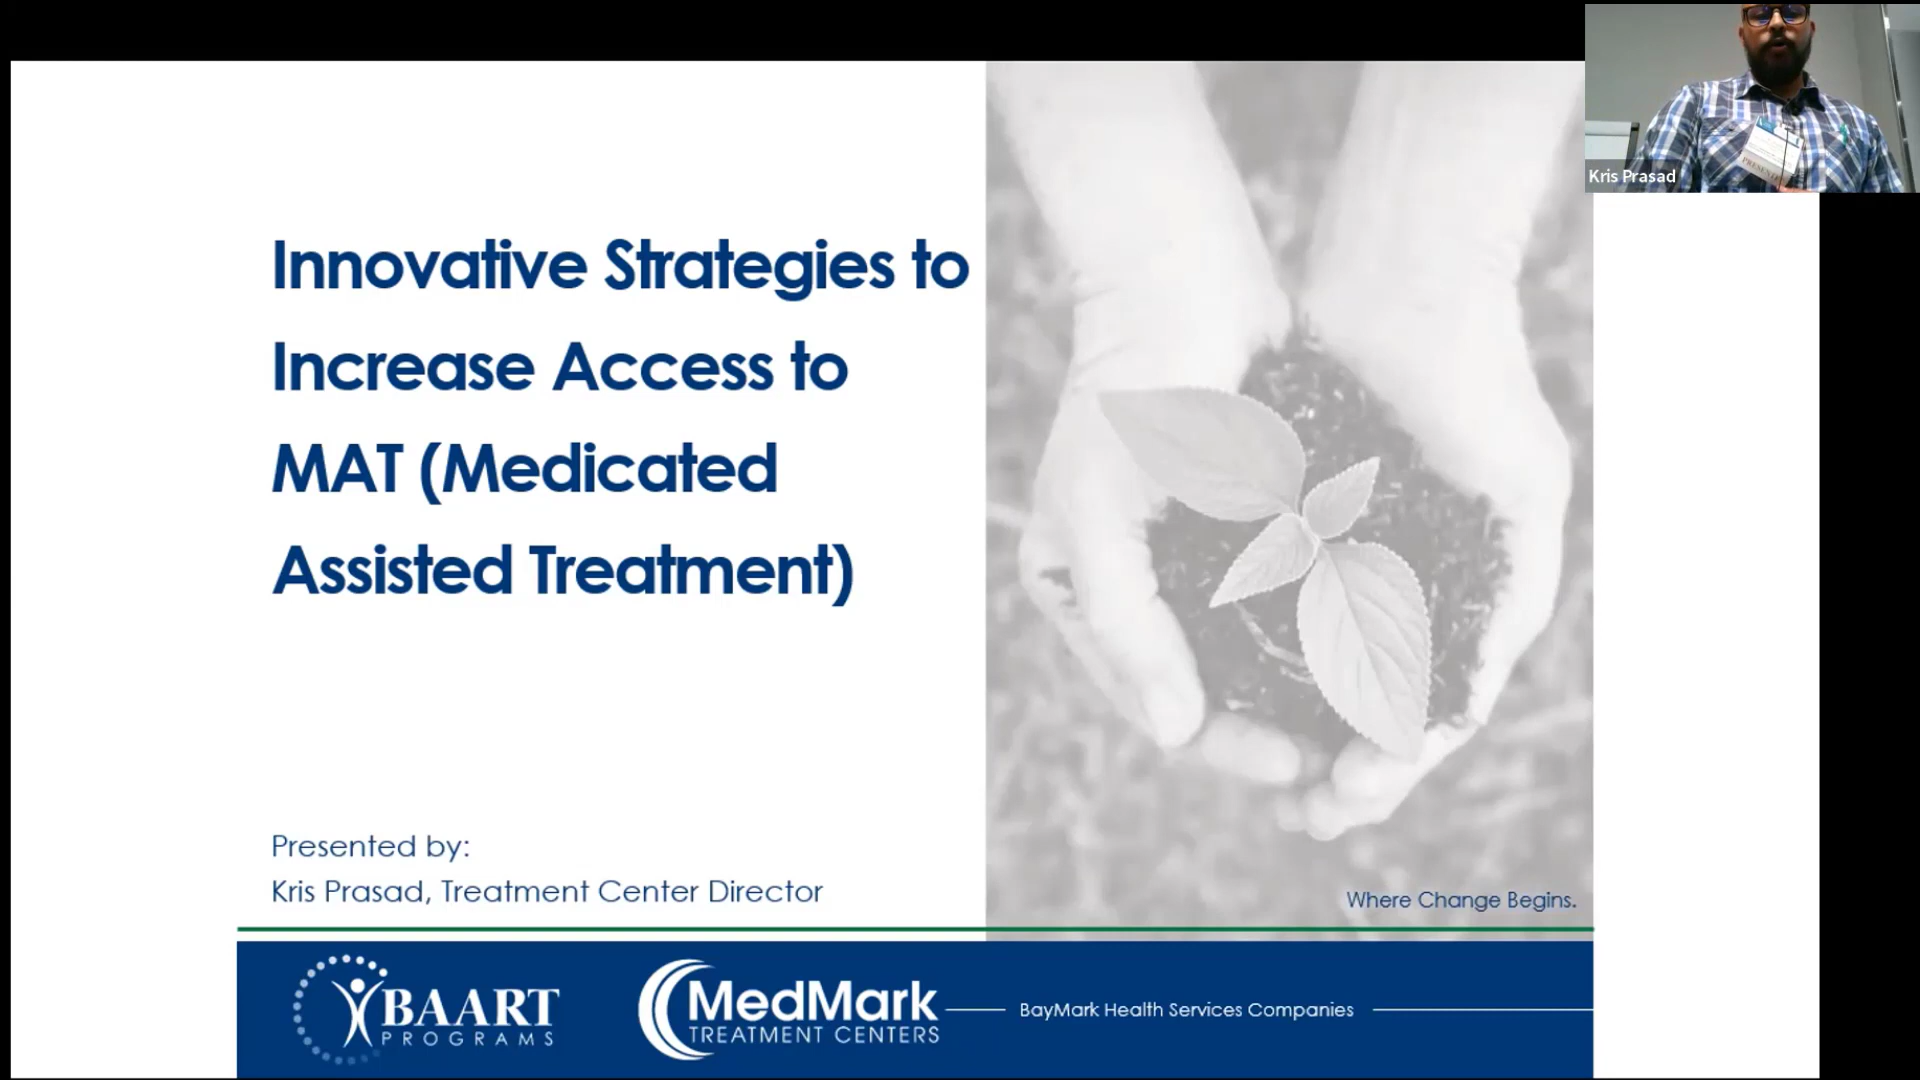 Kris Prasad
Innovative Strategies to
Increase Access to
MAT (Medicated
Assisted Treatment)
Presented by:
Kris Prasad, Treatment Center Director
Where Change Begins.
BAART
PROGRAMS
MedMark
TREATMENT CENTERS
BayMark Health Services Companies